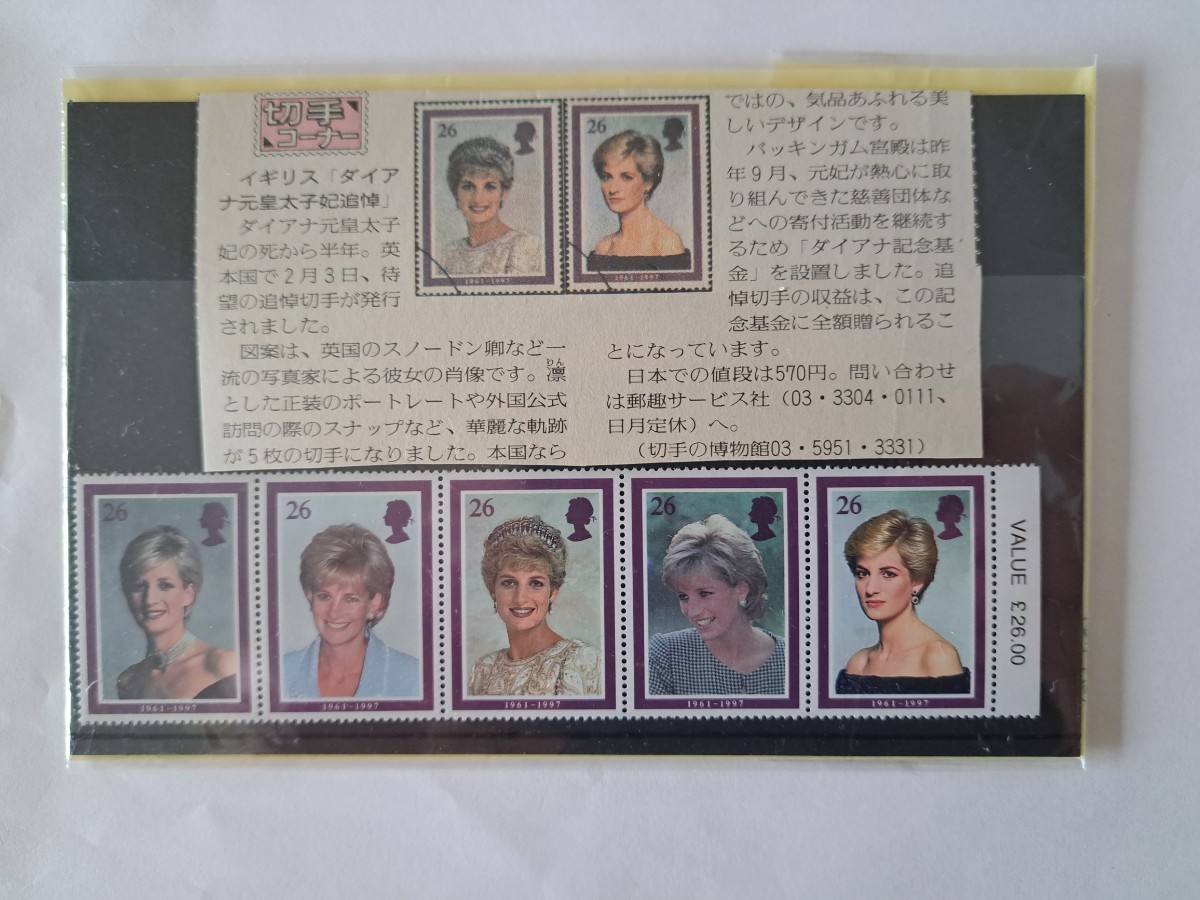 切手
コーナー
イギリス「ダイア
ナ元皇太子妃追悼」
ダイアナ元皇太子
妃の死から半年。英
本国で2月3日、待
望の追悼切手が発行
されました。
図案は、英国のスノードン卿など一
流の写真家による彼女の肖像です。凛
りん
とした正装のポートレートや外国公式
訪問の際のスナップなど、華麗な軌跡
が5枚の切手になりました。本国なら
26
1961-1997
26
1961-1997
ではの、気品あふれる美
しいデザインです。
バッキンガム宮殿は昨
年9月、元妃が熱心に取
り組んできた慈善団体な
どへの寄付活動を継続す
るため「ダイアナ記念基
金」を設置しました。追
悼切手の収益は、この記
念基金に全額贈られるこ
とになっています。
日本での値段は570円。問い合わせ
は郵趣サービス社（03・3304・0111、
日月定休）へ。
（切手の博物館03・5951・3331）
26
1961-1997
26
1961-1997
26
1961-1997
26
1961-1997
26
1961-1997
VALUE £26.00